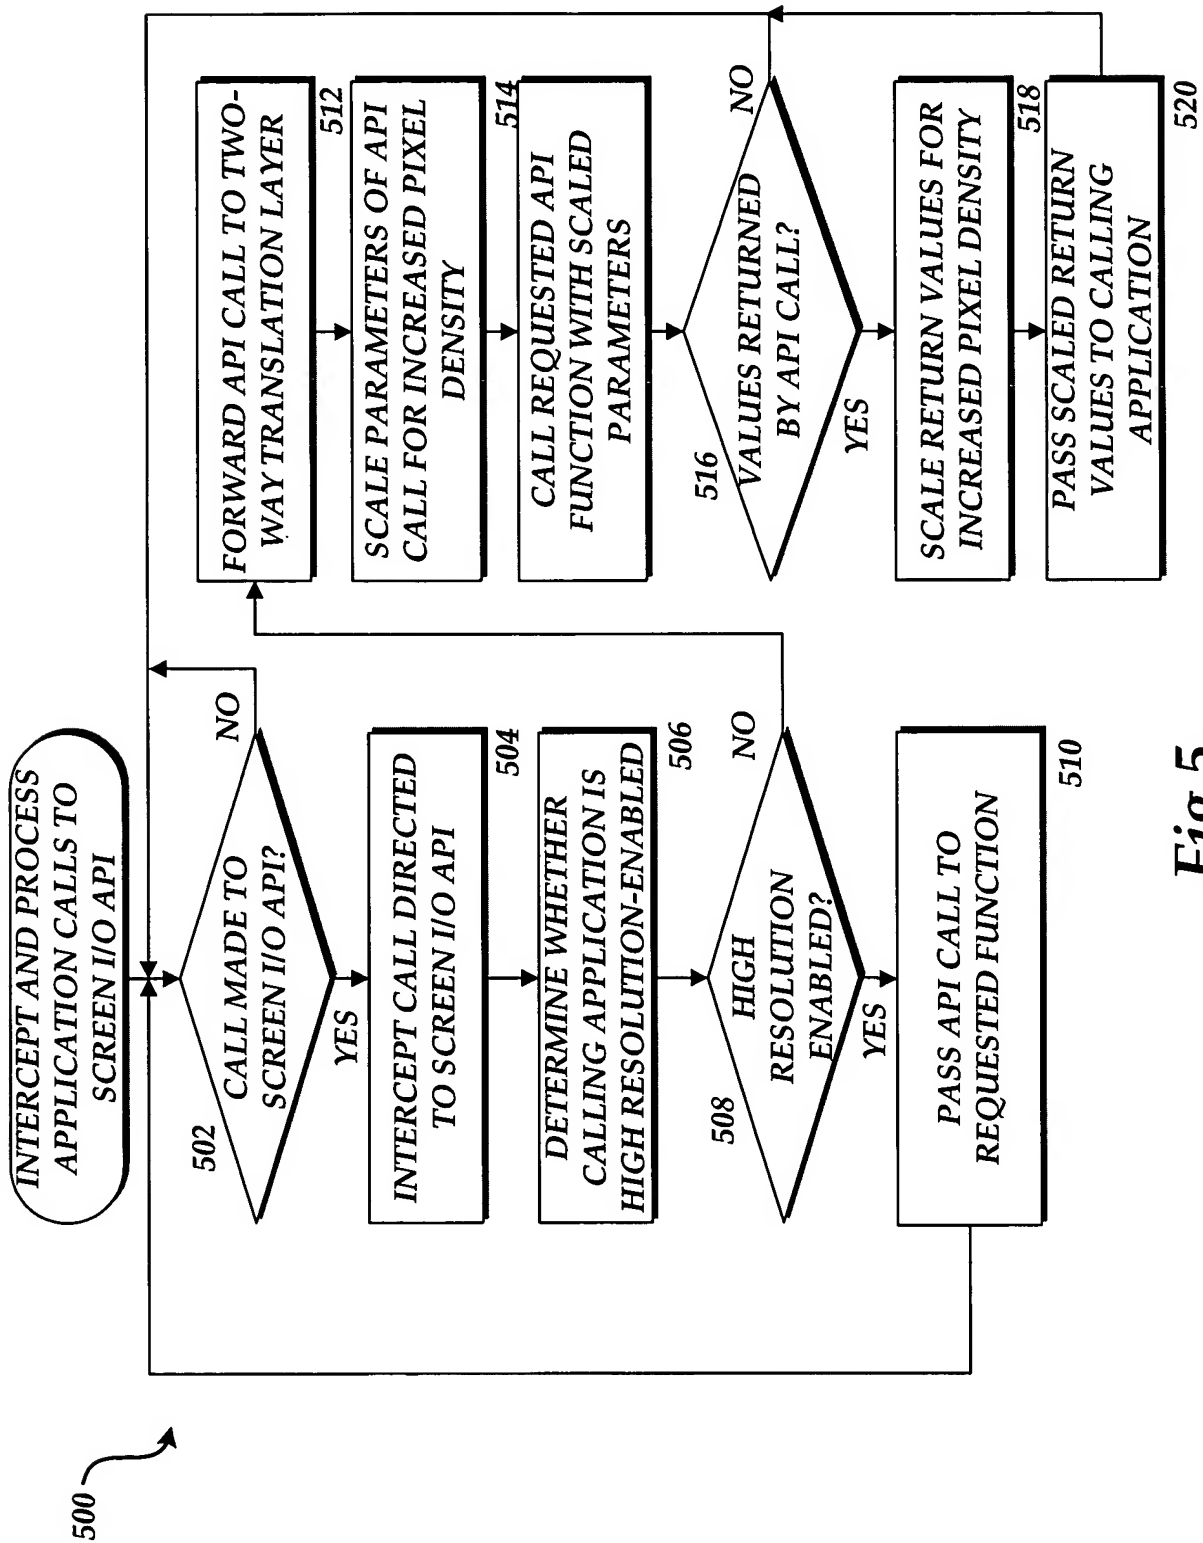 500
INTERCEPT AND PROCESS
APPLICATION CALLS TO
SCREEN I/O API
502
CALL MADE TO
SCREEN I/O API?
NO
YES
INTERCEPT CALL DIRECTED
TO SCREEN I/O API
504
DETERMINE WHETHER
CALLING APPLICATION IS
HIGH RESOLUTION-ENABLED
506
508
HIGH
RESOLUTION
ENABLED?
NO
YES
PASS API CALL TO
REQUESTED FUNCTION
510
FORWARD API CALL TO TWO-
WAY TRANSLATION LAYER
512
SCALE PARAMETERS OF API
CALL FOR INCREASED PIXEL
DENSITY
514
CALL REQUESTED API
FUNCTION WITH SCALED
PARAMETERS
516
VALUES RETURNED
BY API CALL?
NO
YES
SCALE RETURN VALUES FOR
INCREASED PIXEL DENSITY
518
PASS SCALED RETURN
VALUES TO CALLING
APPLICATION
520
Fig.5